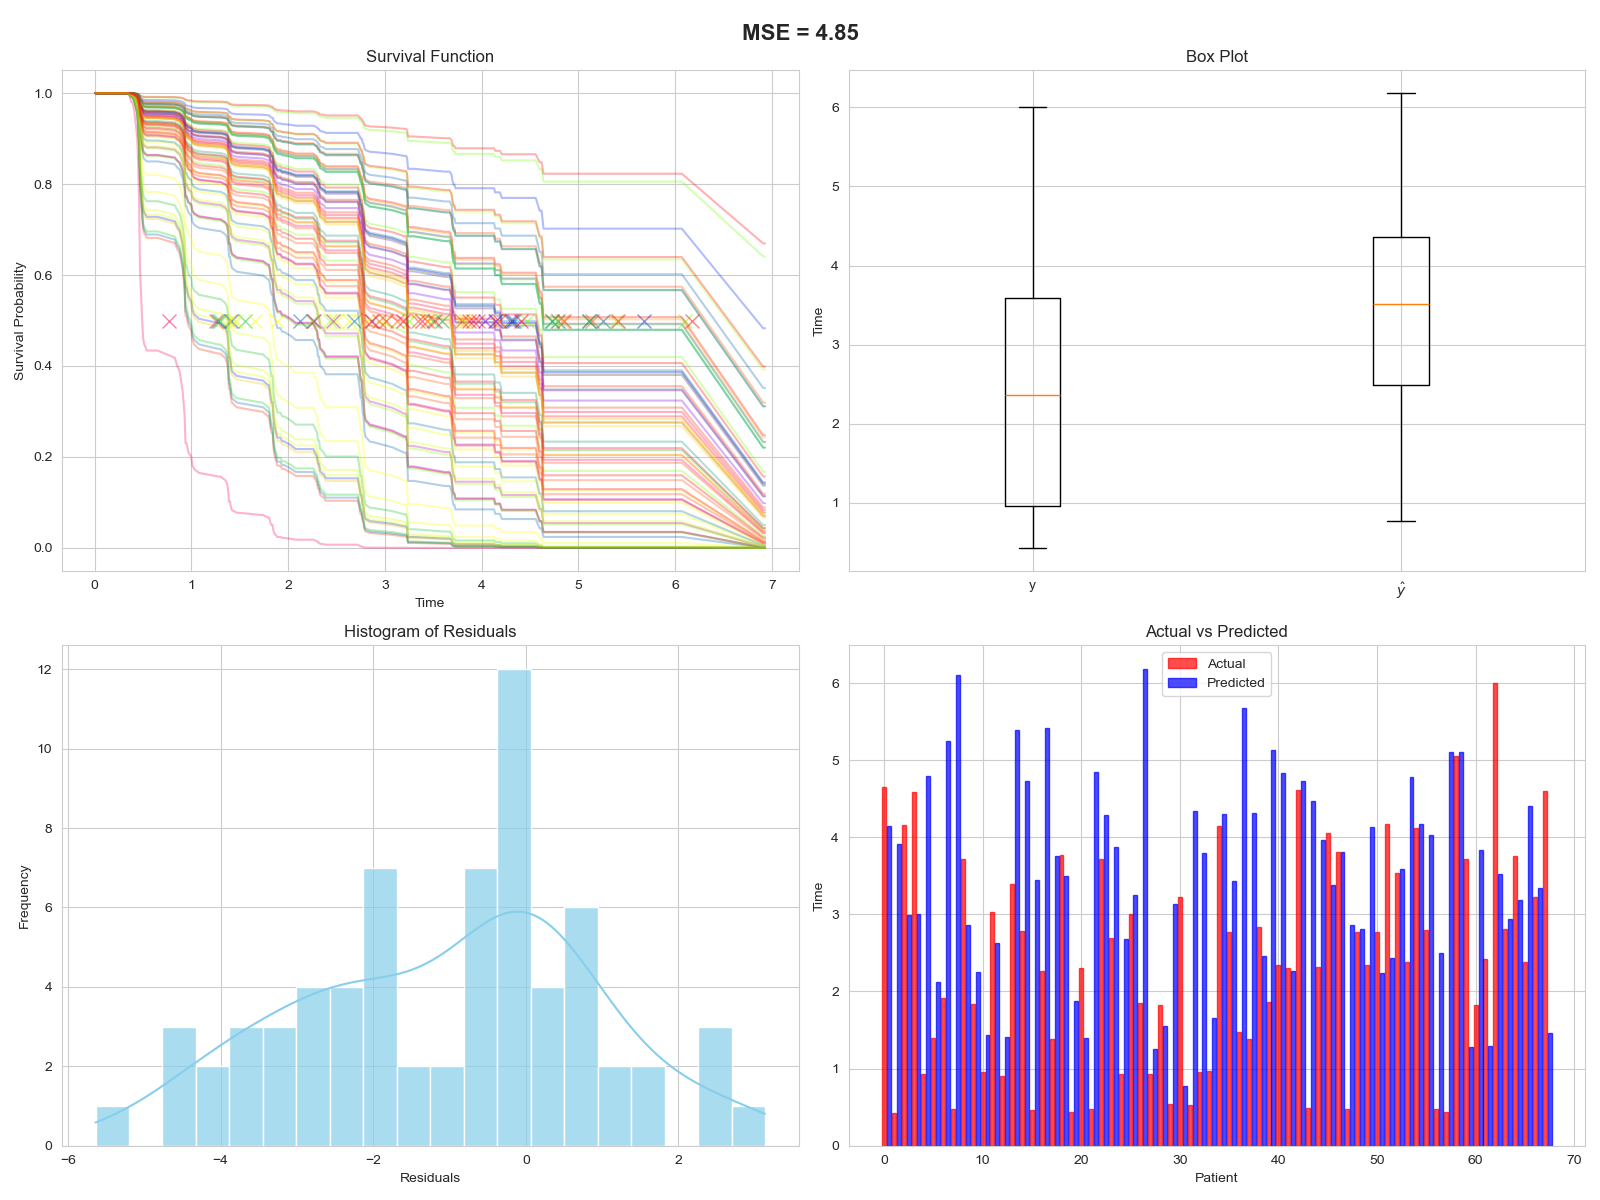 MSE = 4.85
Survival Function
Survival Probability
1.0
0.8
0.6
0.4
0.2
0.0
0 1 2 3 4 5 6 7
Time
Box Plot
Time
6
5
4
3
2
1
y ŷ
Histogram of Residuals
Frequency
12
10
8
6
4
2
0
−6 −4 −2 0 2
Residuals
Actual vs Predicted
Actual
Predicted
Time
6
5
4
3
2
1
0
0 10 20 30 40 50 60 70
Patient